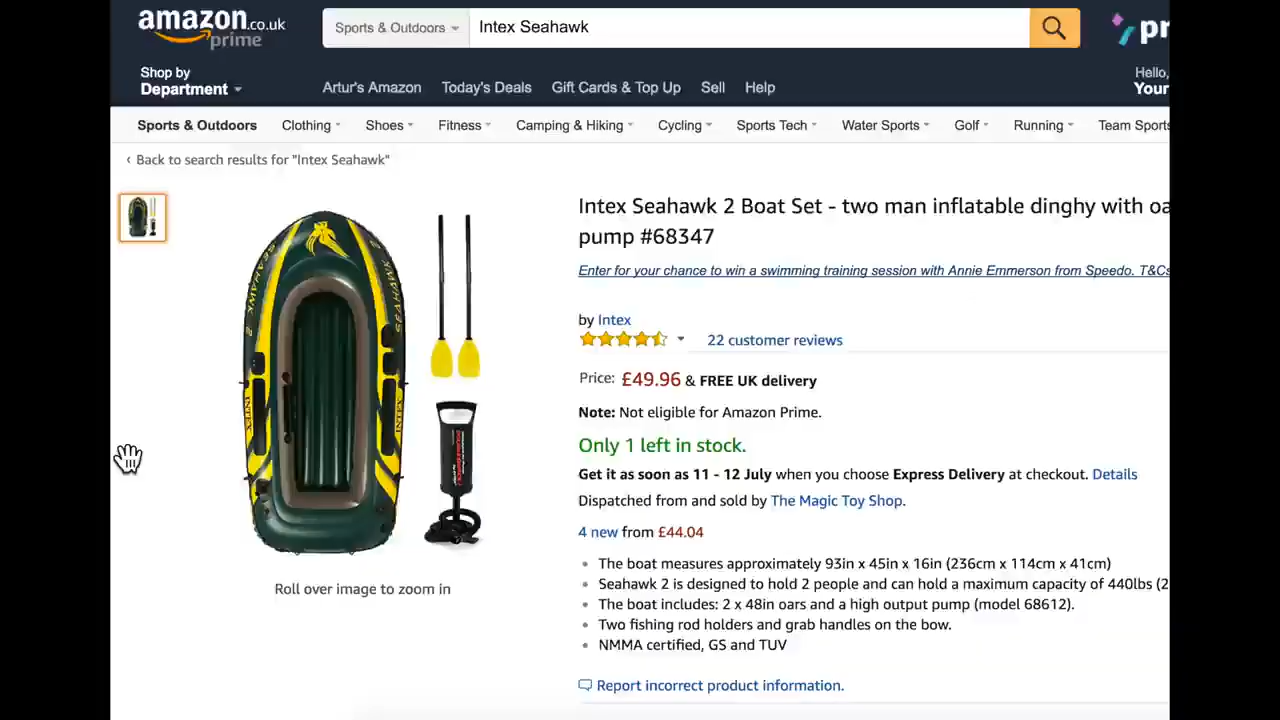 amazon.co.uk
prime
Sports & Outdoors
Intex Seahawk
Shop by
Department
Artur's Amazon
Today's Deals
Gift Cards & Top Up
Sell
Help
Hello,
Your
Sports & Outdoors
Clothing
Shoes
Fitness
Camping & Hiking
Cycling
Sports Tech
Water Sports
Golf
Running
Team Sports
‹ Back to search results for "Intex Seahawk"
Intex Seahawk 2 Boat Set - two man inflatable dinghy with
pump #68347
Enter for your chance to win a swimming training session with Annie Emmerson from Speedo. T&Cs
by Intex
22 customer reviews
Price: £49.96 & FREE UK delivery
Note: Not eligible for Amazon Prime.
Only 1 left in stock.
Get it as soon as 11 - 12 July when you choose Express Delivery at checkout. Details
Dispatched from and sold by The Magic Toy Shop.
4 new from £44.04
The boat measures approximately 93in x 45in x 16in (236cm x 114cm x 41cm)
Seahawk 2 is designed to hold 2 people and can hold a maximum capacity of 440lbs (2
The boat includes: 2 x 48in oars and a high output pump (model 68612).
Two fishing rod holders and grab handles on the bow.
NMMA certified, GS and TUV
Report incorrect product information.
SEAHAWK 2
SEAHAWK 2
INTEX
INTEX
Roll over image to zoom in